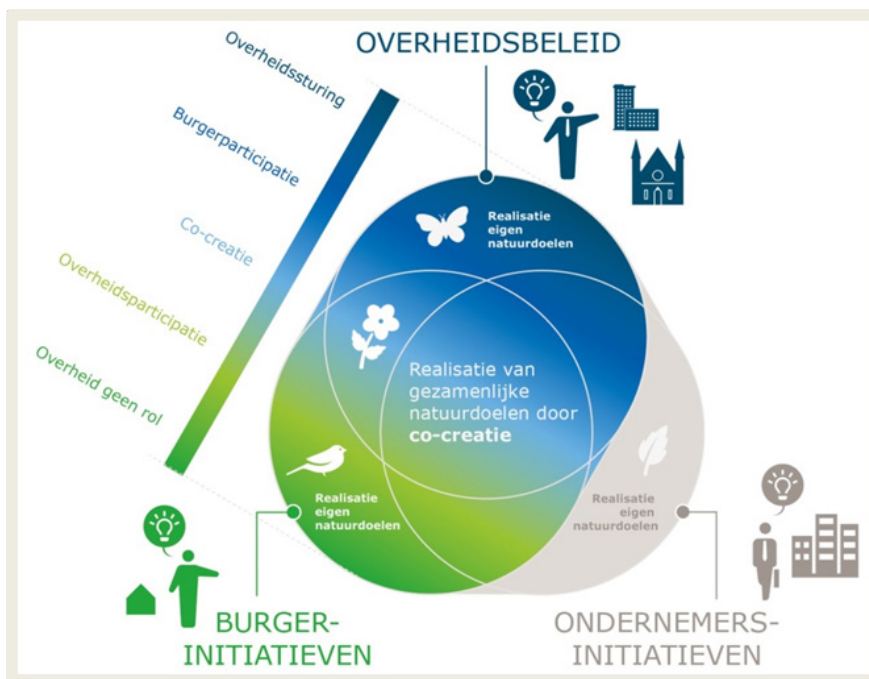 OVERHEIDSBELEID
Overheidssturing
Burgerparticipatie
Co-creatie
Overheidsparticipatie
Overheid geen rol
Realisatie
eigen
natuurdoelen
Realisatie van
gezamenlijke
natuurdoelen door
co-creatie
Realisatie
eigen
natuurdoelen
Realisatie
eigen
natuurdoelen
BURGER-
INITIATIEVEN
ONDERNEMERS-
INITIATIEVEN